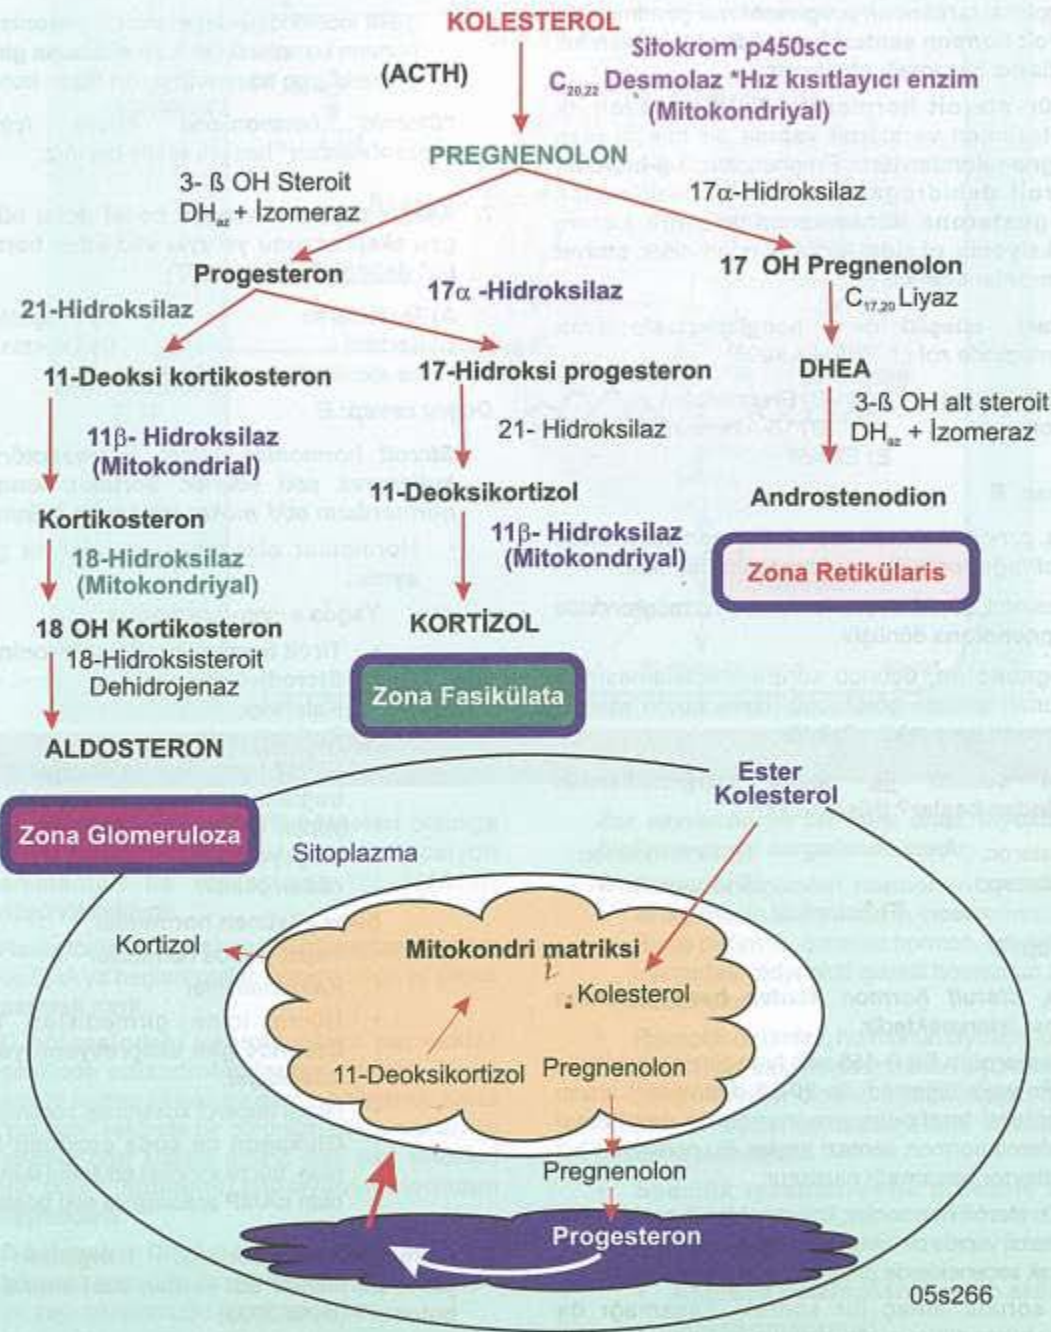 KOLESTEROL
(ACTH)
Sitokrom p450scc
C20,22 Desmolaz *Hız kısıtlayıcı enzim
(Mitokondriyal)
PREGNENOLON
3- ß OH Steroit
DHaz + İzomeraz
17α-Hidroksilaz
Progesteron
17 OH Pregnenolon
21-Hidroksilaz
17α -Hidroksilaz
C17,20 Liyaz
11-Deoksi kortikosteron
17-Hidroksi progesteron
DHEA
11β- Hidroksilaz
(Mitokondrial)
21- Hidroksilaz
3-ß OH alt steroit
DHaz + İzomeraz
Kortikosteron
11-Deoksikortizol
Androstenodion
18-Hidroksilaz
(Mitokondriyal)
11β- Hidroksilaz
(Mitokondriyal)
Zona Retikülaris
18 OH Kortikosteron
KORTİZOL
18-Hidroksisteroit
Dehidrojenaz
Zona Fasikülata
ALDOSTERON
Zona Glomeruloza
Ester
Kolesterol
Sitoplazma
Kortizol
Mitokondri matriksi
Kolesterol
11-Deoksikortizol
Pregnenolon
Pregnenolon
Progesteron
05s266